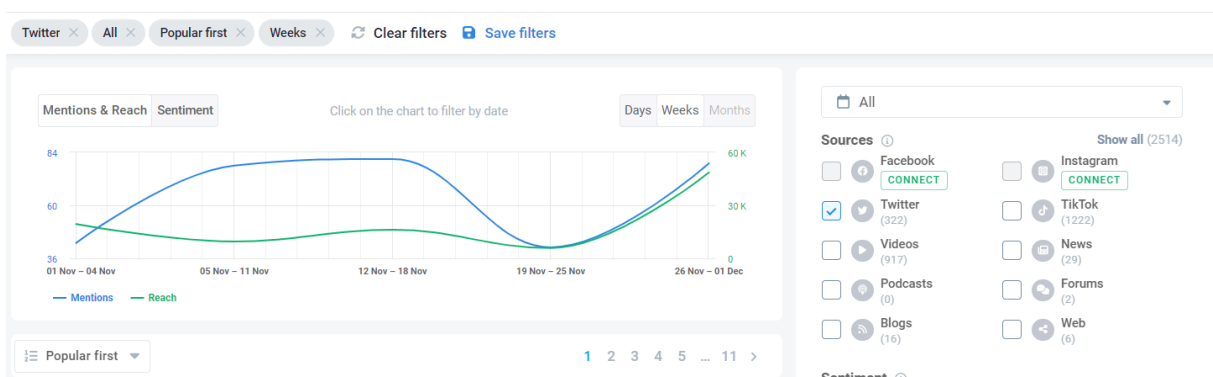 Twitter × All × Popular first × Weeks × Clear filters Save filters
Mentions & Reach Sentiment Click on the chart to filter by date Days Weeks Months
84 60 K
60 30 K
36 0
01 Nov – 04 Nov 05 Nov – 11 Nov 12 Nov – 18 Nov 19 Nov – 25 Nov 26 Nov – 01 Dec
Mentions Reach
Popular first 1 2 3 4 5 ... 11 >
All
Sources Show all (2514)
Facebook Instagram
CONNECT CONNECT
Twitter TikTok
(322) (1222)
Videos News
(917) (29)
Podcasts Forums
(0) (2)
Blogs Web
(16) (6)
Sentiment